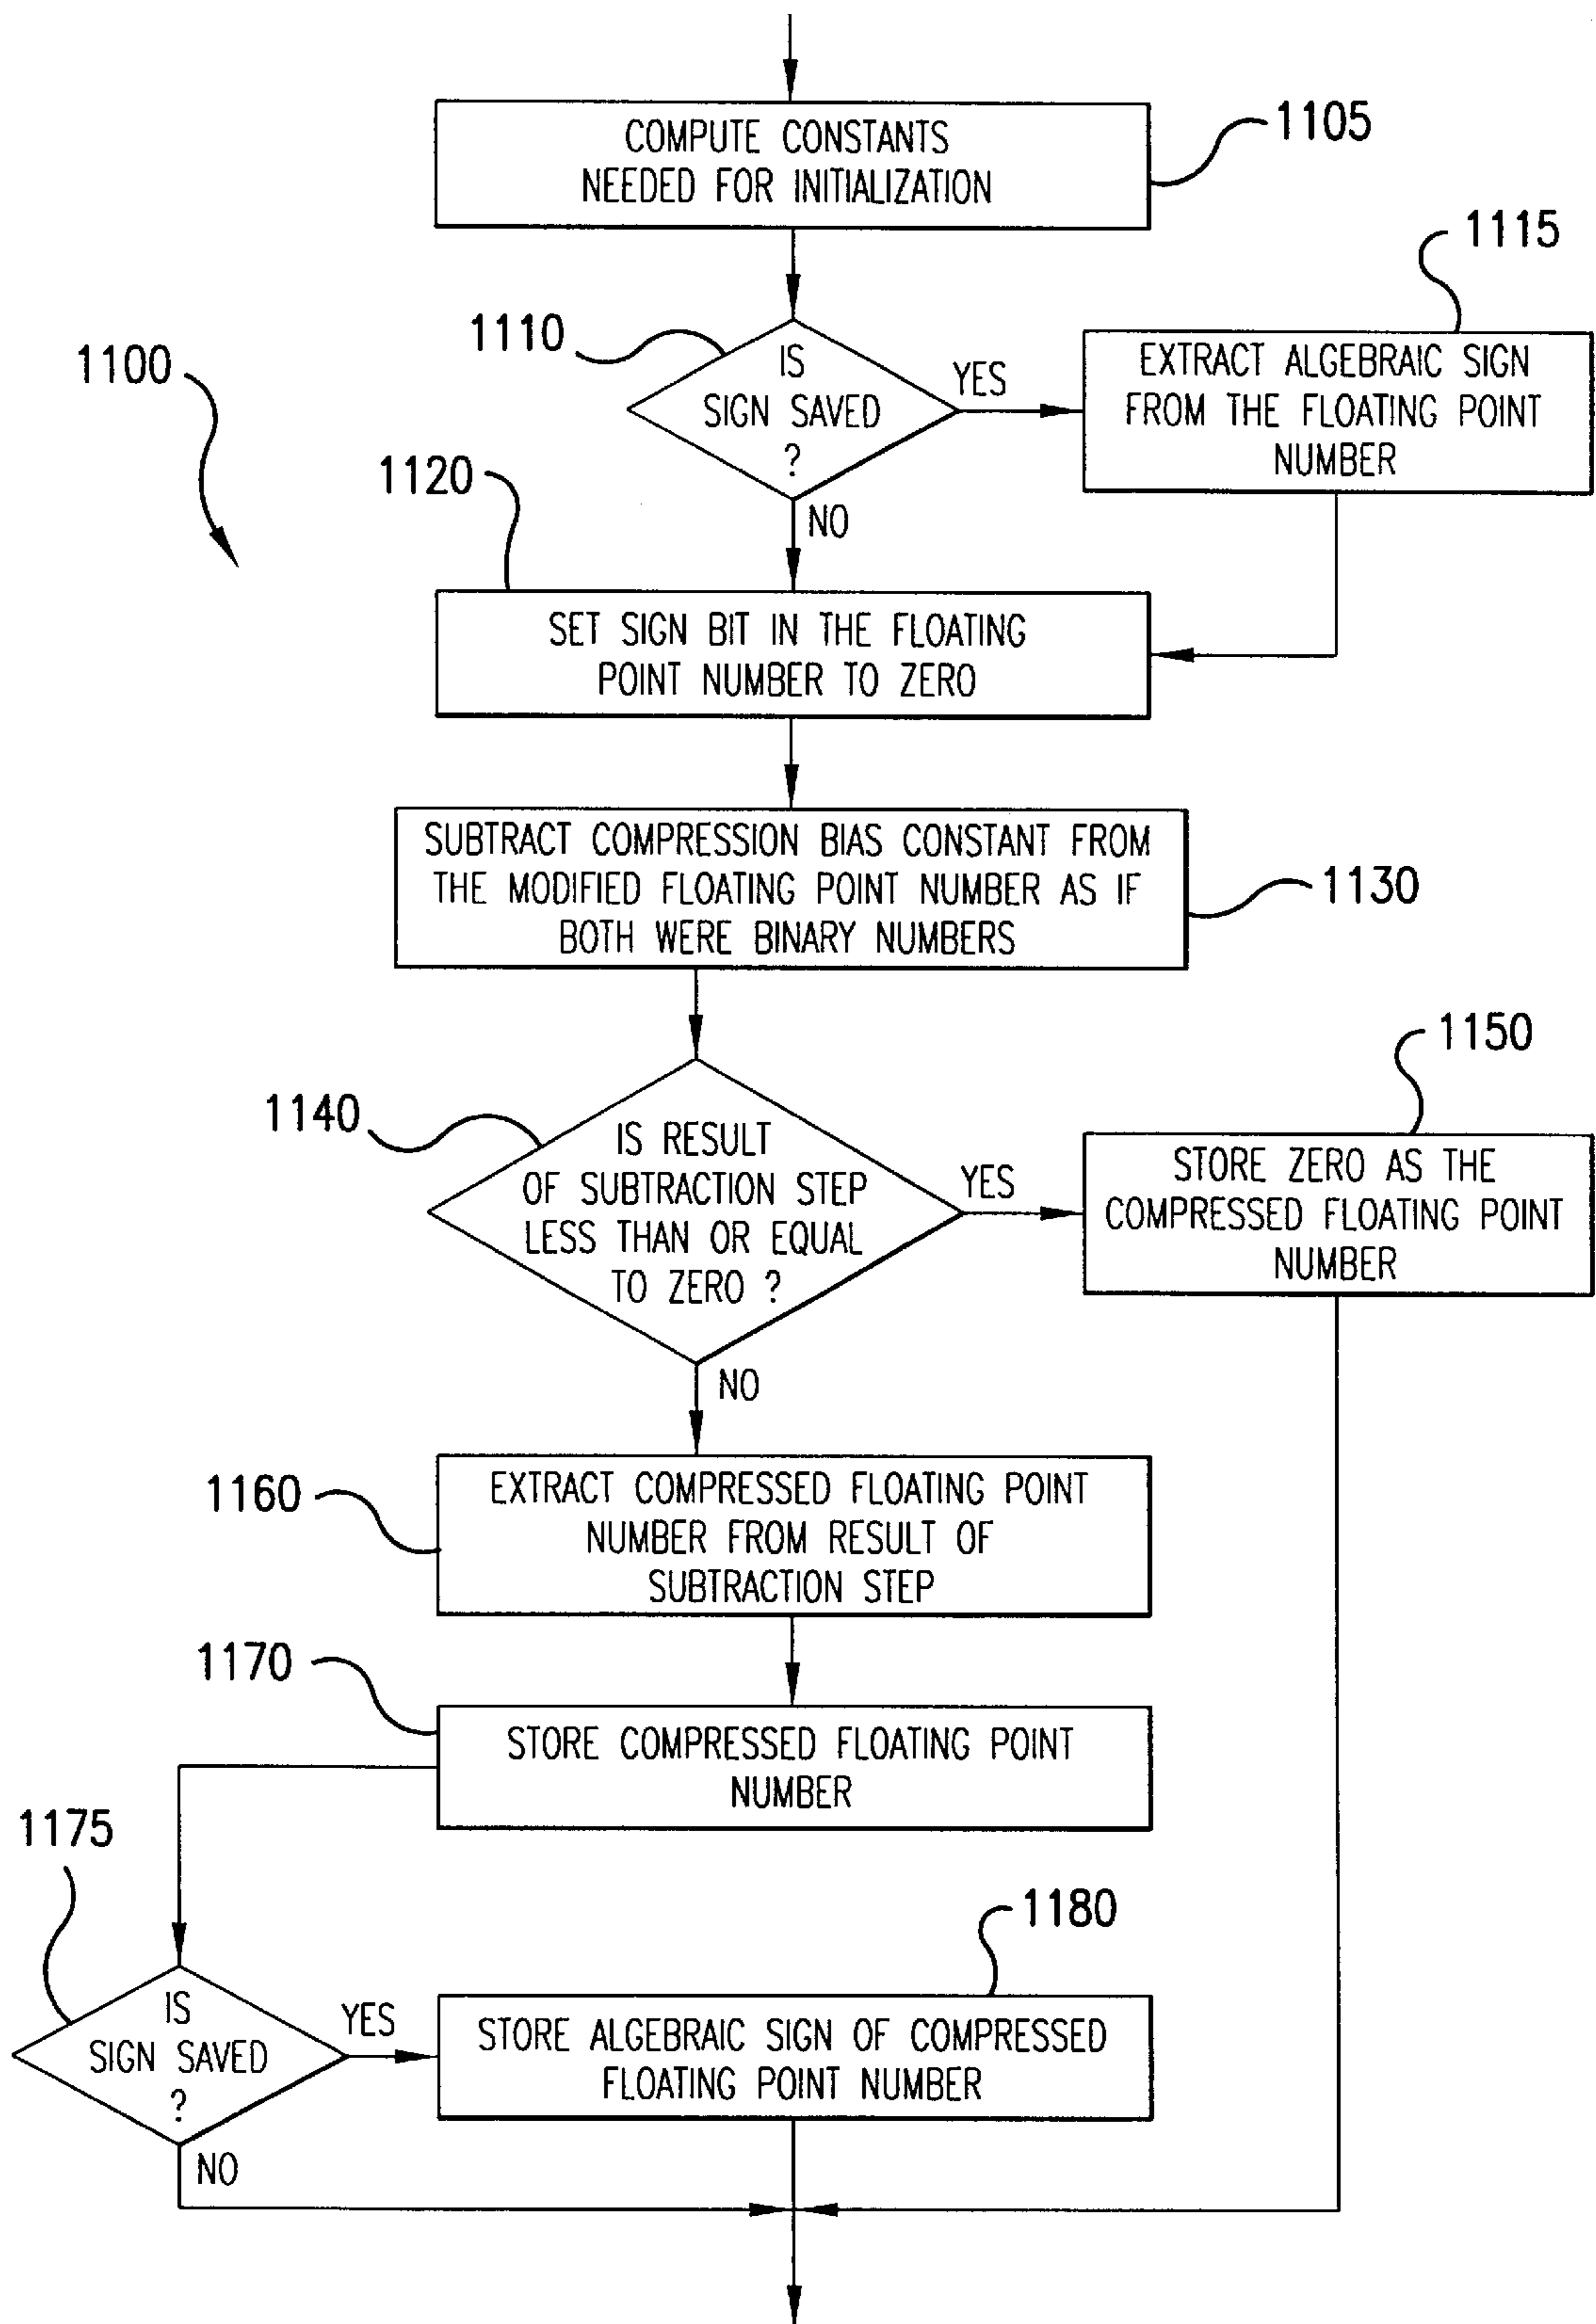 COMPUTE CONSTANTS
NEEDED FOR INITIALIZATION
1105
1115
1110
IS
SIGN SAVED
?
YES
EXTRACT ALGEBRAIC SIGN
FROM THE FLOATING POINT
NUMBER
1100
1120
NO
SET SIGN BIT IN THE FLOATING
POINT NUMBER TO ZERO
SUBTRACT COMPRESSION BIAS CONSTANT FROM
THE MODIFIED FLOATING POINT NUMBER AS IF
BOTH WERE BINARY NUMBERS
1130
1150
1140
IS RESULT
OF SUBTRACTION STEP
LESS THAN OR EQUAL
TO ZERO ?
YES
STORE ZERO AS THE
COMPRESSED FLOATING POINT
NUMBER
NO
1160
EXTRACT COMPRESSED FLOATING POINT
NUMBER FROM RESULT OF
SUBTRACTION STEP
1170
STORE COMPRESSED FLOATING POINT
NUMBER
1175
1180
IS
SIGN SAVED
?
YES
STORE ALGEBRAIC SIGN OF COMPRESSED
FLOATING POINT NUMBER
NO